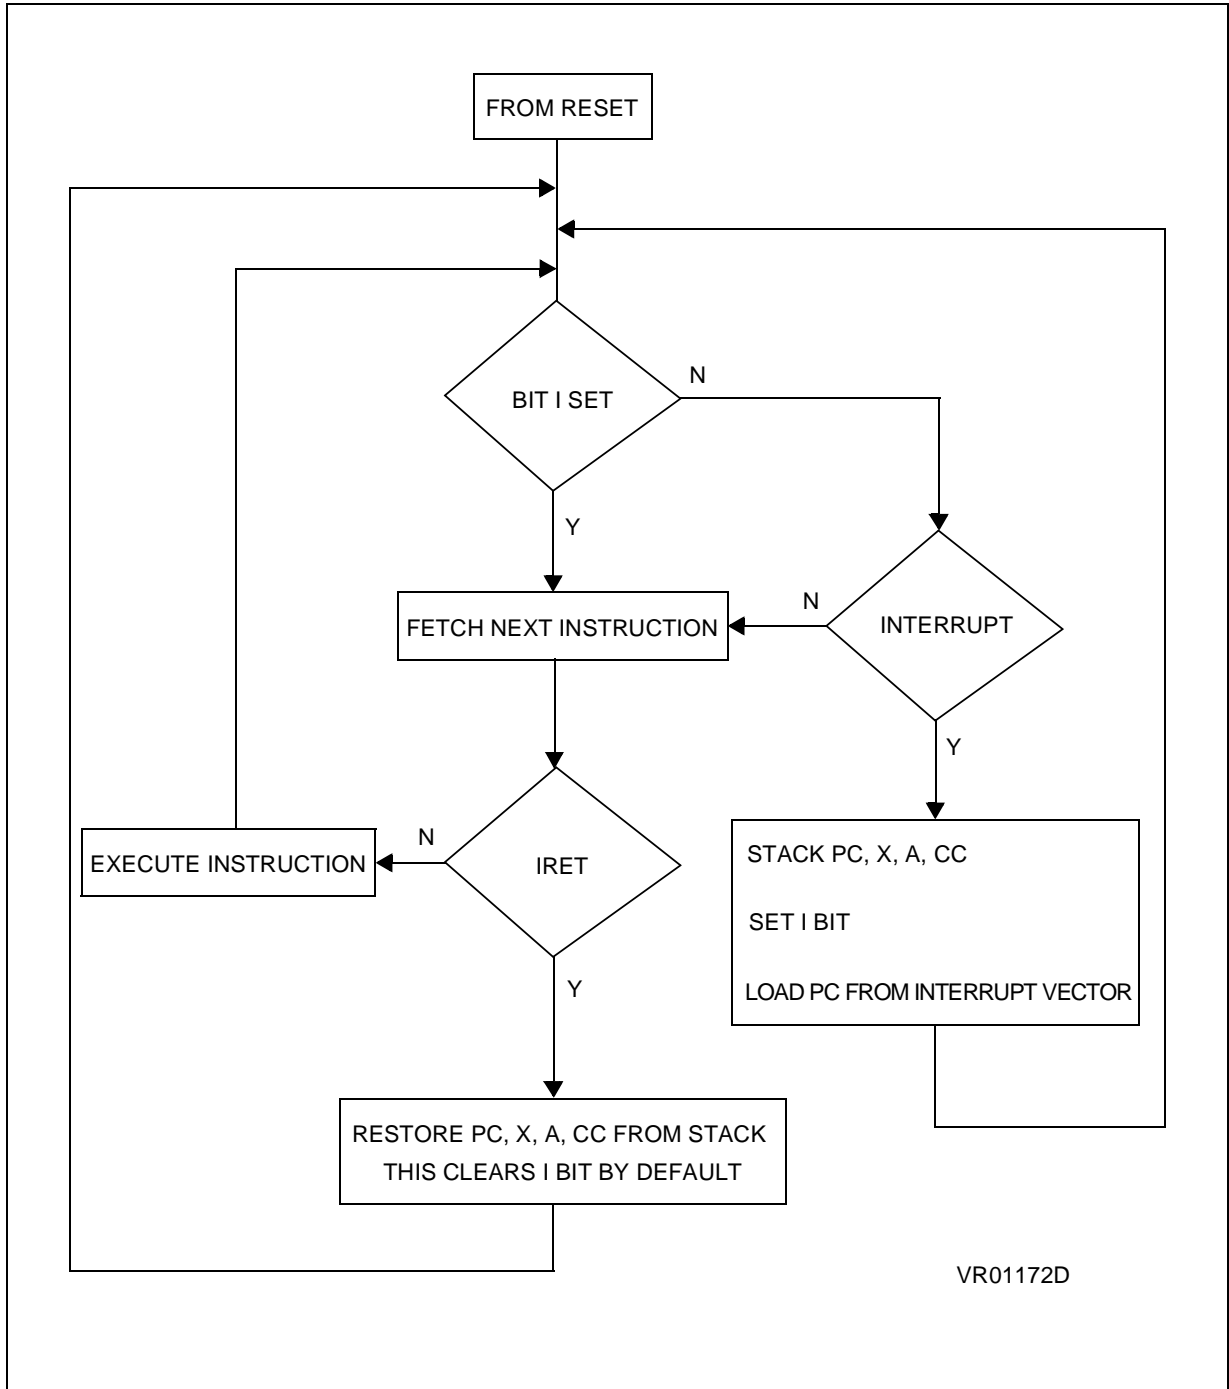 FROM RESET
BIT I SET
N
Y
FETCH NEXT INSTRUCTION
N
INTERRUPT
Y
EXECUTE INSTRUCTION
N
IRET
Y
STACK PC, X, A, CC
SET I BIT
LOAD PC FROM INTERRUPT VECTOR
RESTORE PC, X, A, CC FROM STACK
THIS CLEARS I BIT BY DEFAULT
VR01172D